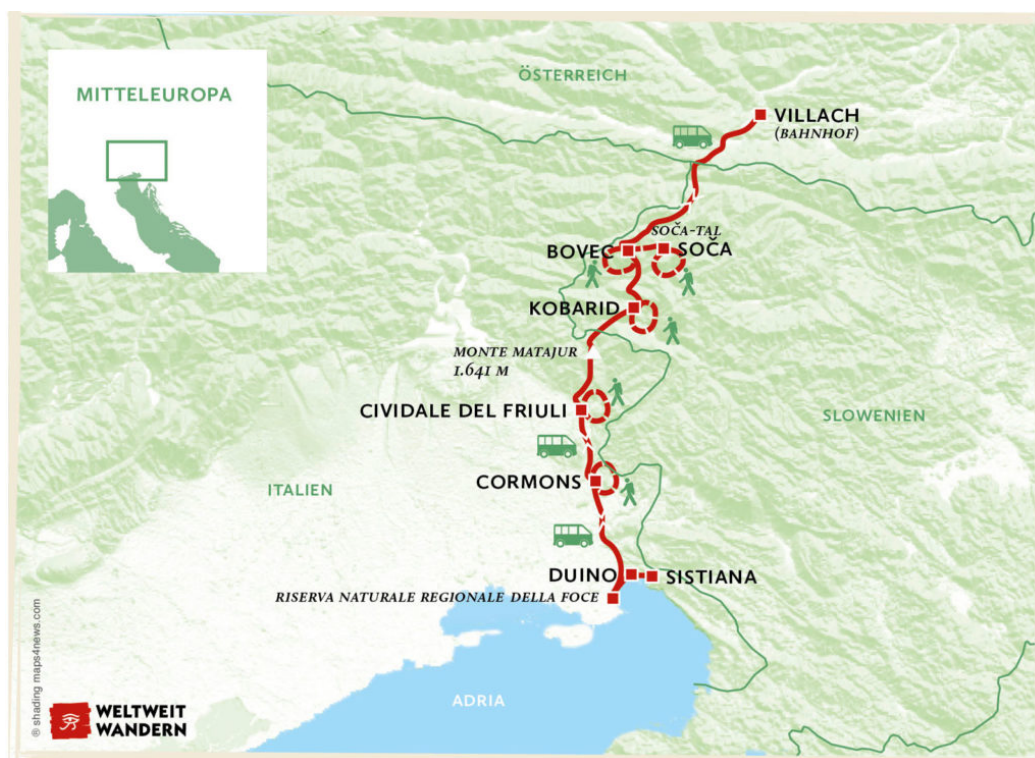 MITTELEUROPA
ÖSTERREICH
VILLACH
(BAHNHOF)
SOČA-TAL
BOVEC
SOČA
KOBARID
MONTE MATAJUR
1.641 M
CIVIDALE DEL FRIULI
SLOWENIEN
CORMONS
ITALIEN
DUINO
SISTIANA
RISERVA NATURALE REGIONALE DELLA FOCE
ADRIA
® shading maps4news.com
WELTWEIT
WANDERN